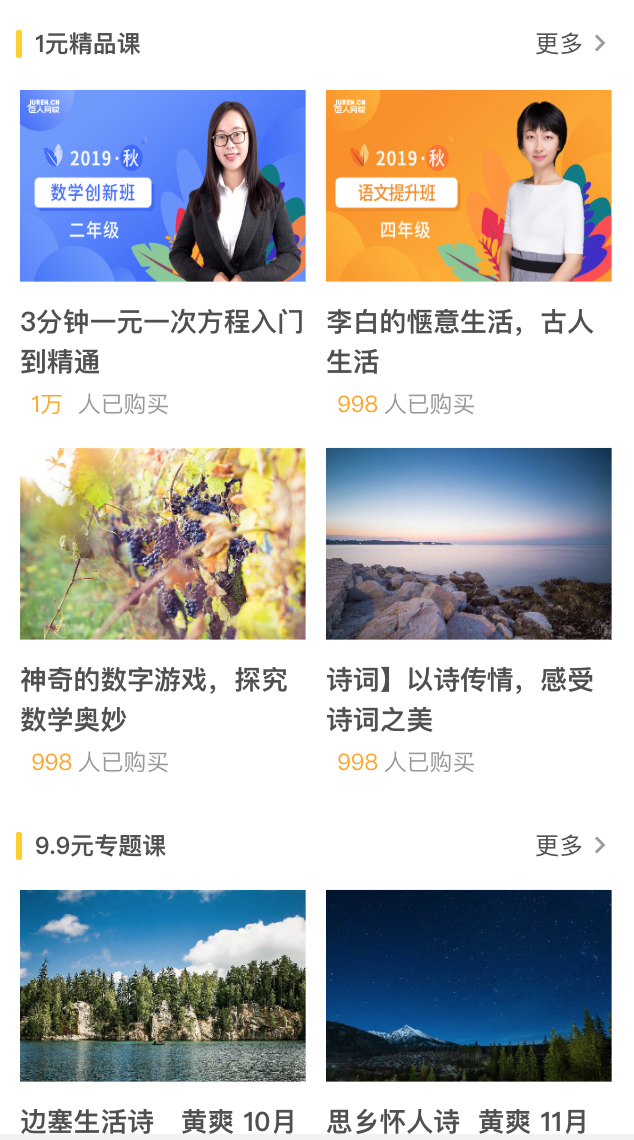 1元精品课
更多
JUREN.CN
巨人网校
2019·秋
数学创新班
二年级
JUREN.CN
巨人网校
2019·秋
语文提升班
四年级
3分钟一元一次方程入门
到精通
1万 人已购买
李白的惬意生活，古人
生活
998 人已购买
神奇的数字游戏，探究
数学奥妙
998 人已购买
诗词】以诗传情，感受
诗词之美
998 人已购买
9.9元专题课
更多
边塞生活诗 黄爽 10月
思乡怀人诗 黄爽 11月